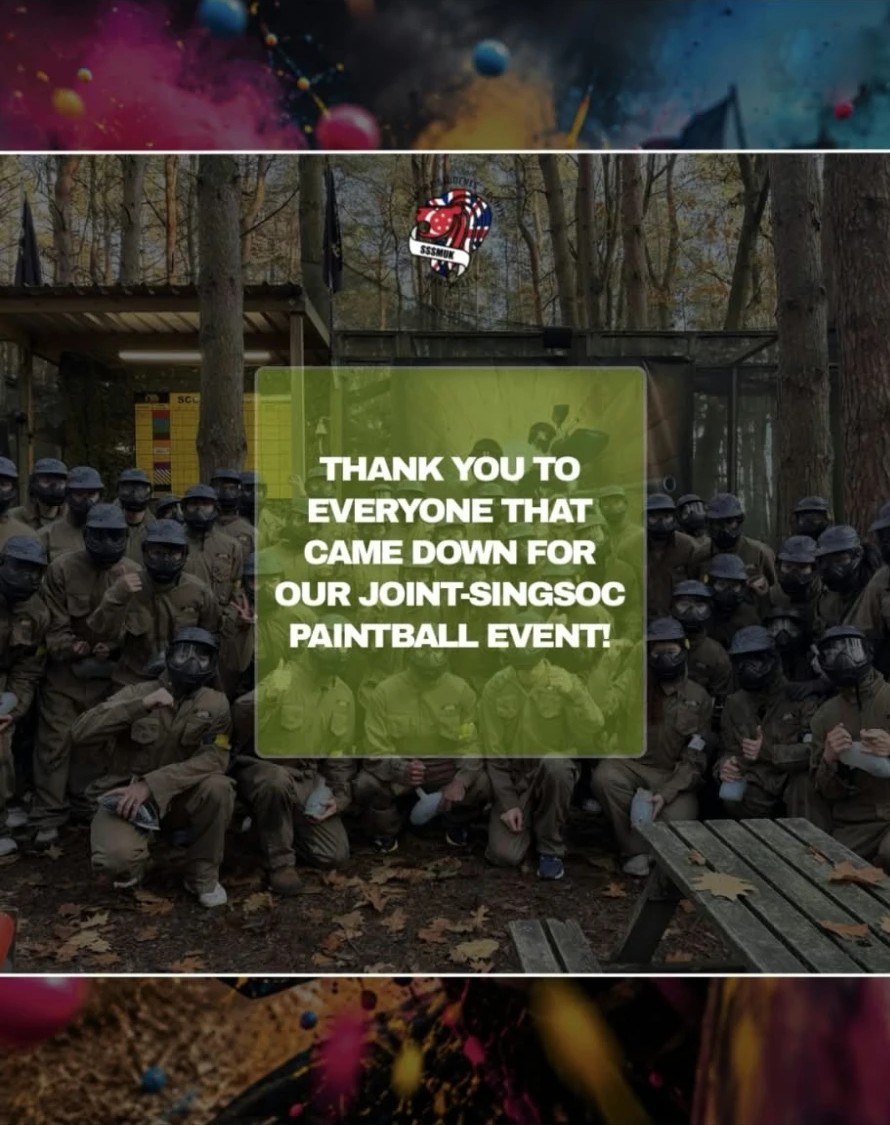 SSSMUK
THANK YOU TO
EVERYONE THAT
CAME DOWN FOR
OUR JOINT-SINGSOC
PAINTBALL EVENT!